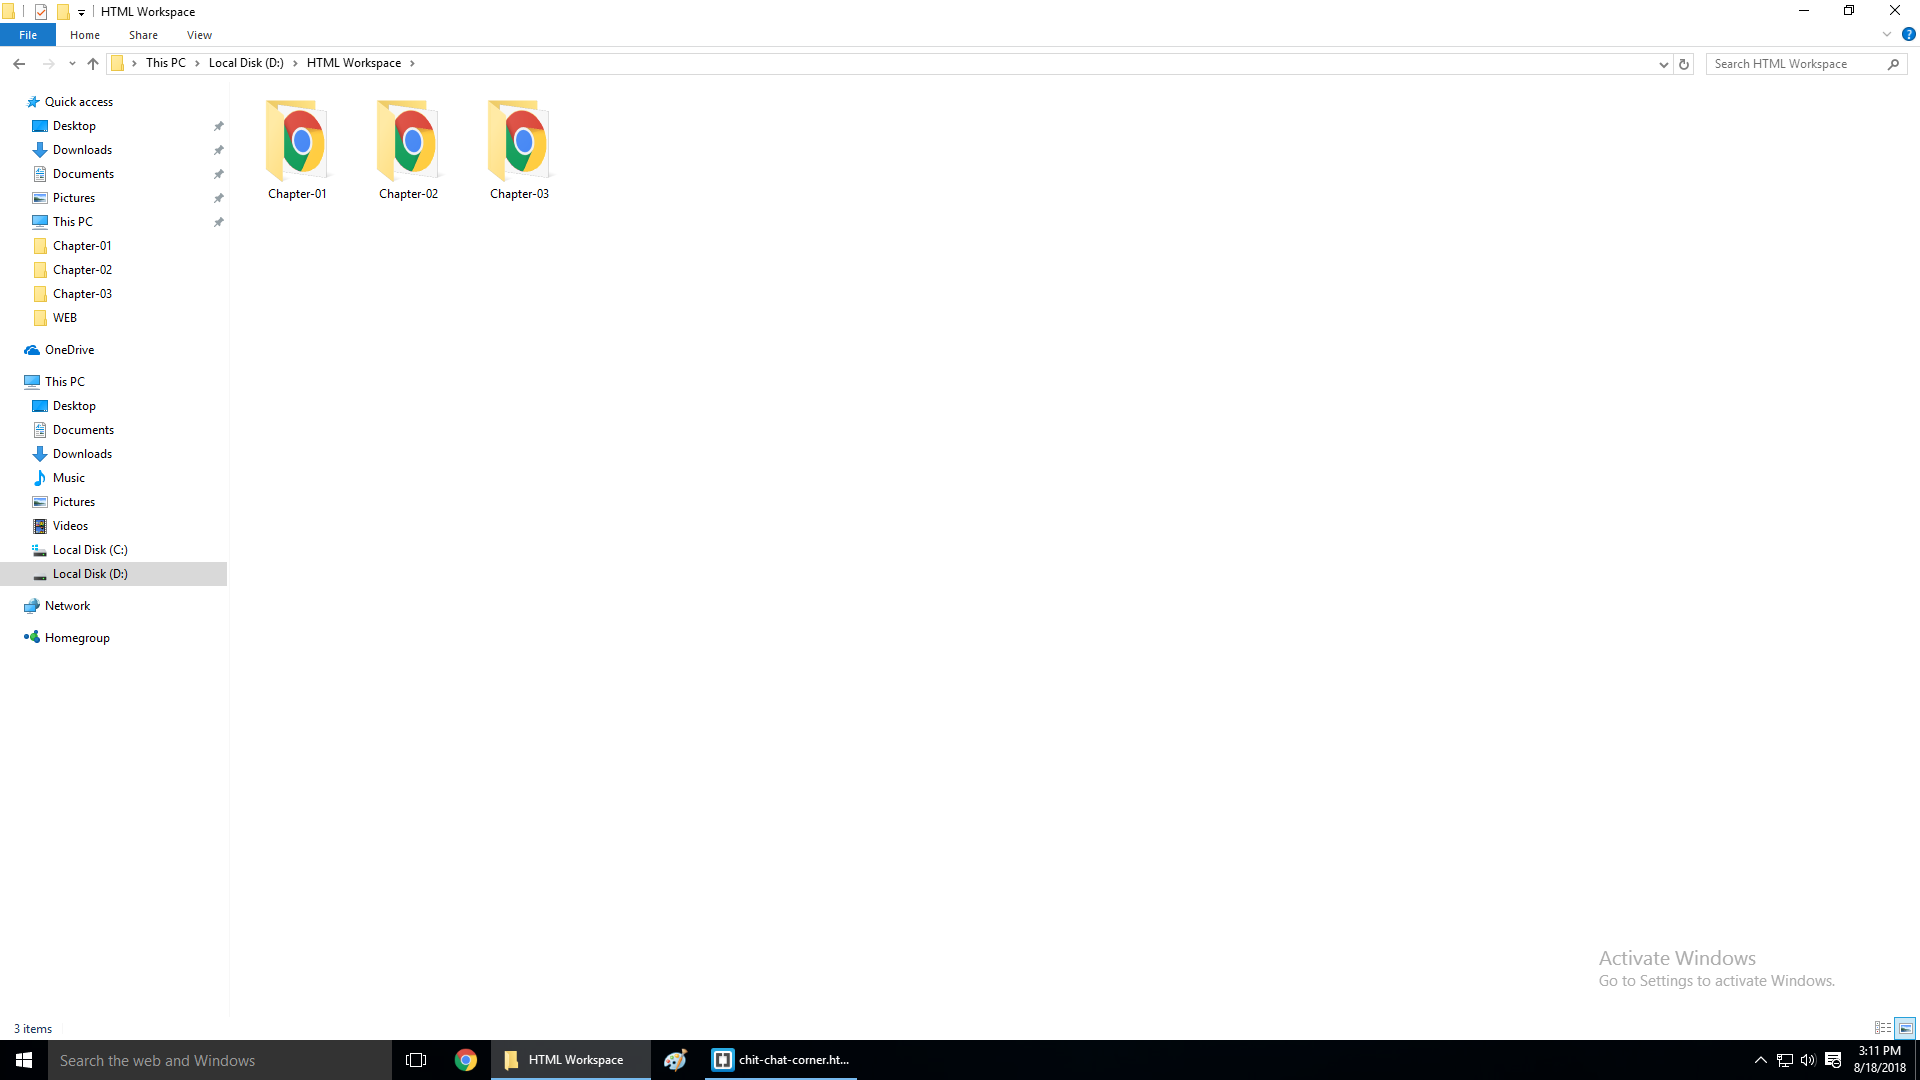 HTML Workspace
File Home Share View
This PC Local Disk (D:) HTML Workspace
Search HTML Workspace
Quick access
Desktop
Downloads
Documents
Pictures
This PC
Chapter-01
Chapter-02
Chapter-03
WEB
OneDrive
This PC
Desktop
Documents
Downloads
Music
Pictures
Videos
Local Disk (C:)
Local Disk (D:)
Network
Homegroup
Chapter-01 Chapter-02 Chapter-03
Activate Windows
Go to Settings to activate Windows.
3 items
Search the web and Windows
HTML Workspace
chit-chat-corner.ht...
3:11 PM
8/18/2018